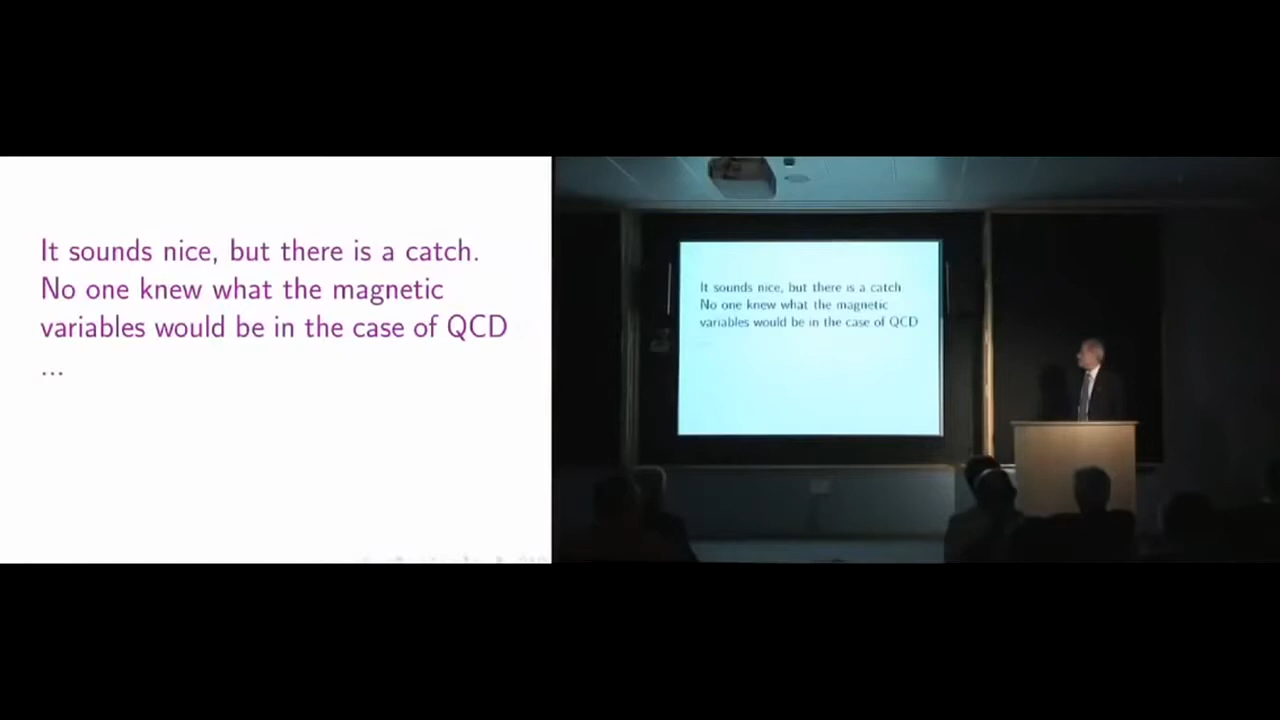 It sounds nice, but there is a catch.
No one knew what the magnetic
variables would be in the case of QCD
...
It sounds nice, but there is a catch
No one knew what the magnetic
variables would be in the case of QCD